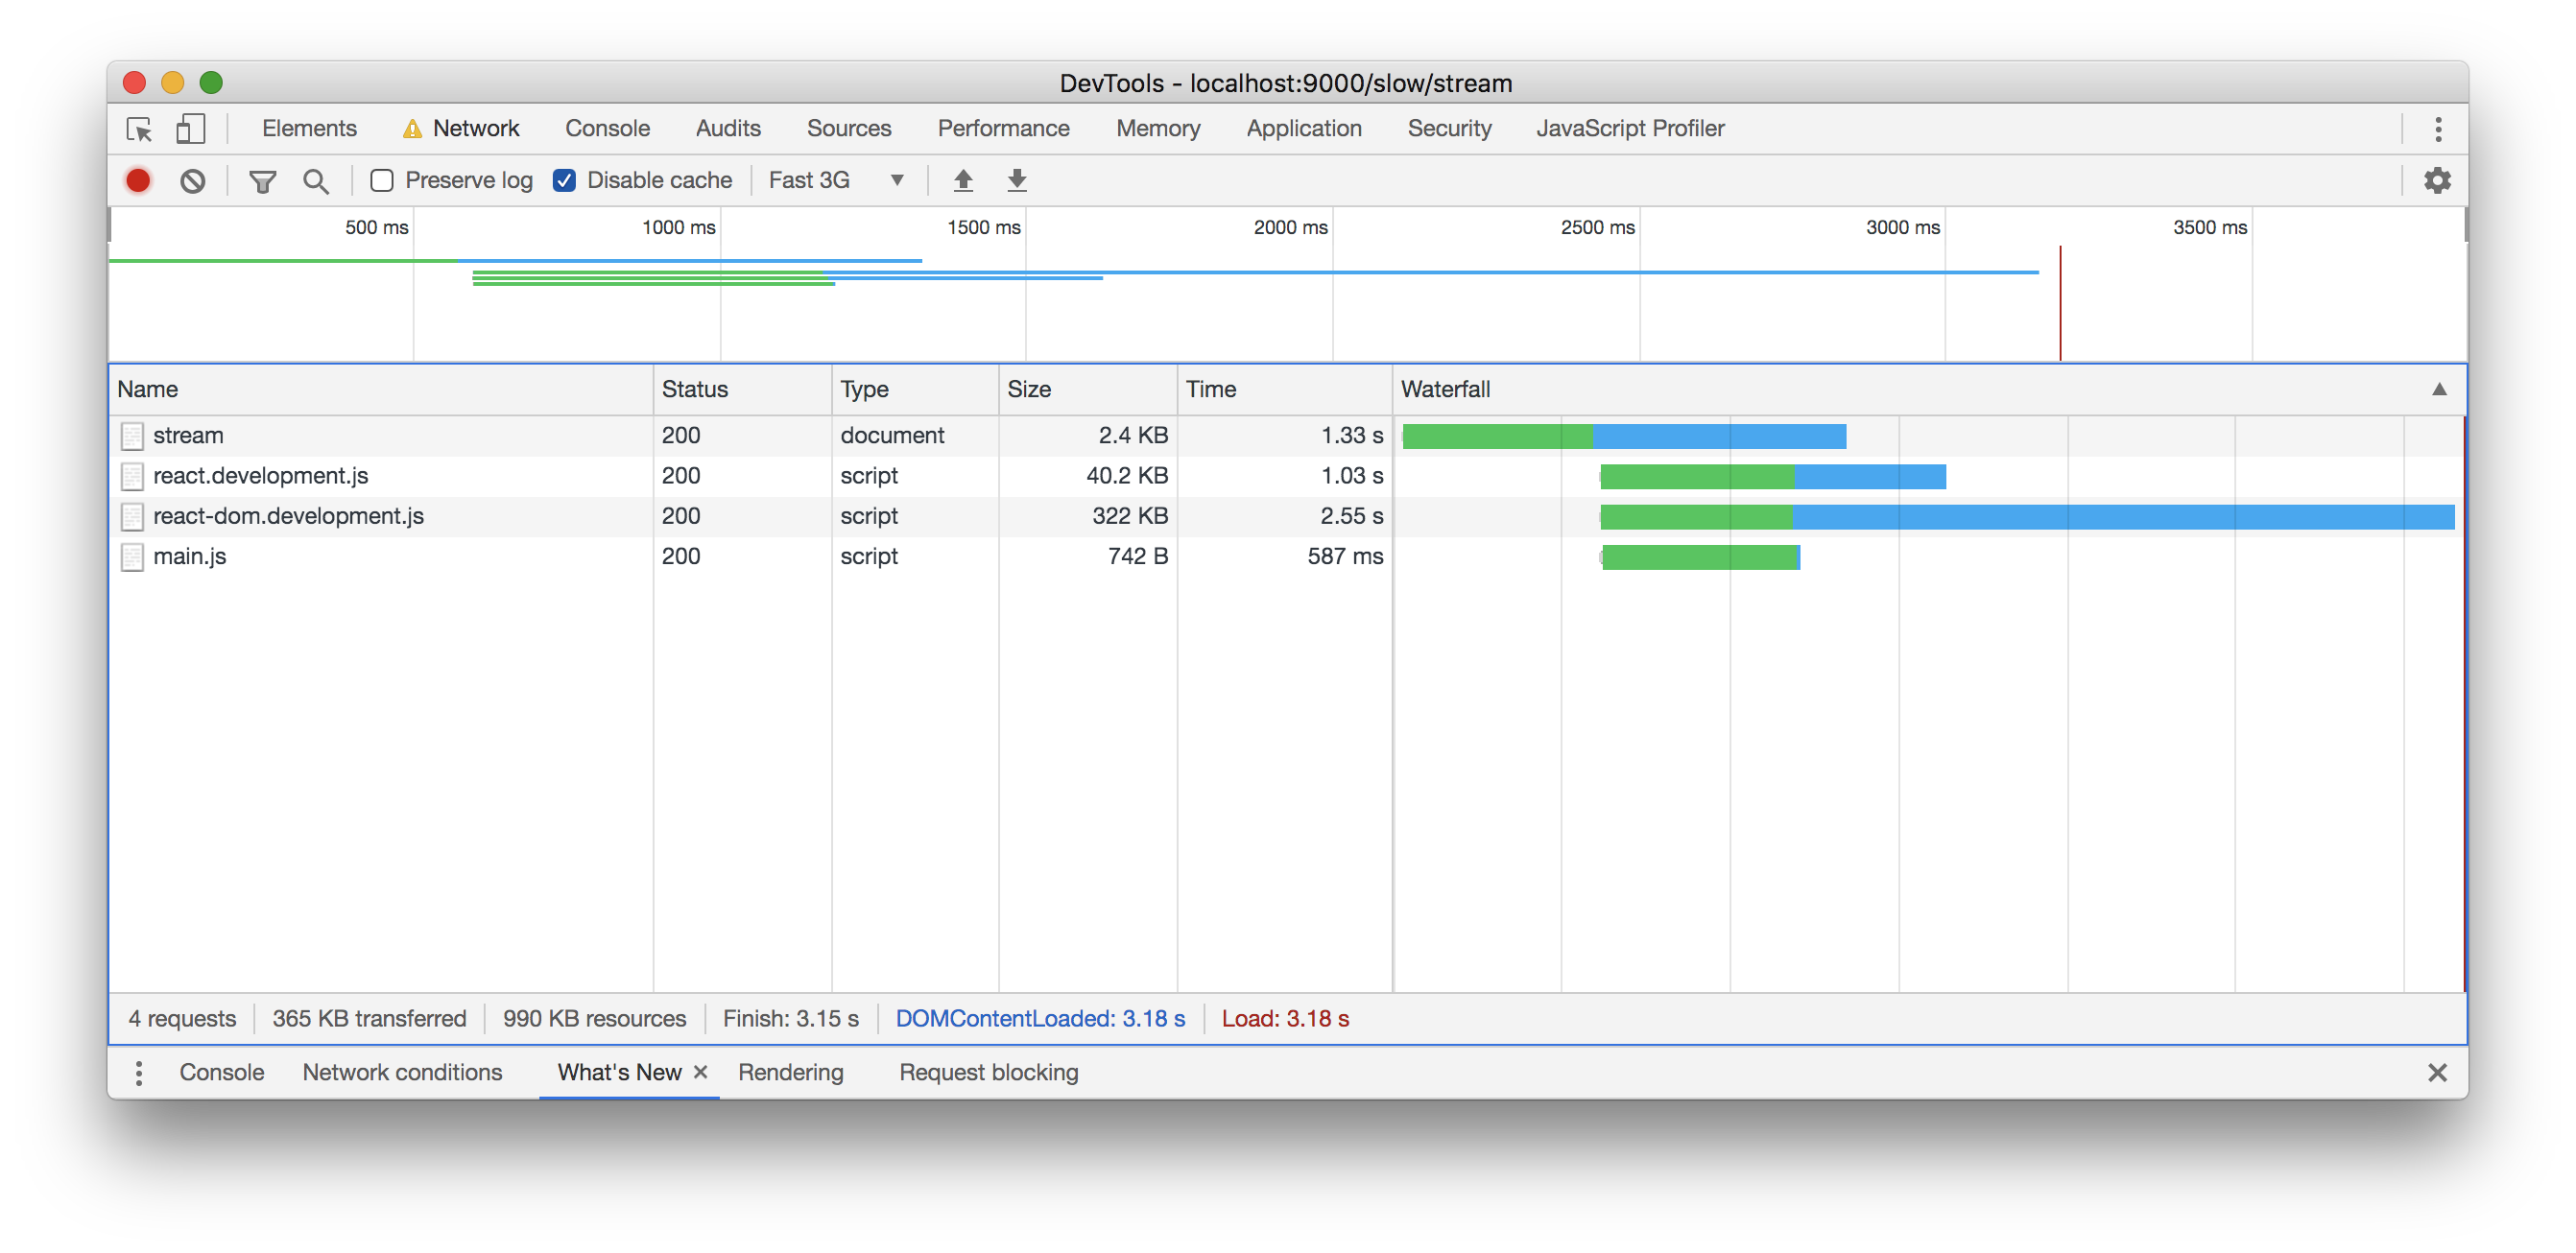 DevTools - localhost:9000/slow/stream
Elements Network Console Audits Sources Performance Memory Application Security JavaScript Profiler
Preserve log Disable cache Fast 3G
500 ms 1000 ms 1500 ms 2000 ms 2500 ms 3000 ms 3500 ms
Name Status Type Size Time Waterfall
stream 200 document 2.4 KB 1.33 s
react.development.js 200 script 40.2 KB 1.03 s
react-dom.development.js 200 script 322 KB 2.55 s
main.js 200 script 742 B 587 ms
4 requests 365 KB transferred 990 KB resources Finish: 3.15 s DOMContentLoaded: 3.18 s Load: 3.18 s
Console Network conditions What's New × Rendering Request blocking